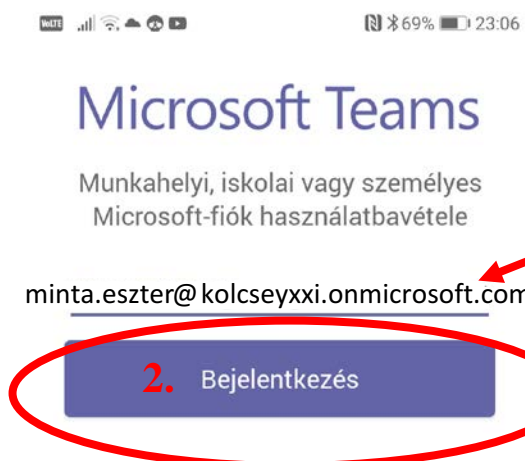 VoLTE 69% 23:06
Microsoft Teams
Munkahelyi, iskolai vagy személyes
Microsoft-fiók használatbavétele
minta.eszter@kolcseyxxi.onmicrosoft.com
2. Bejelentkezés